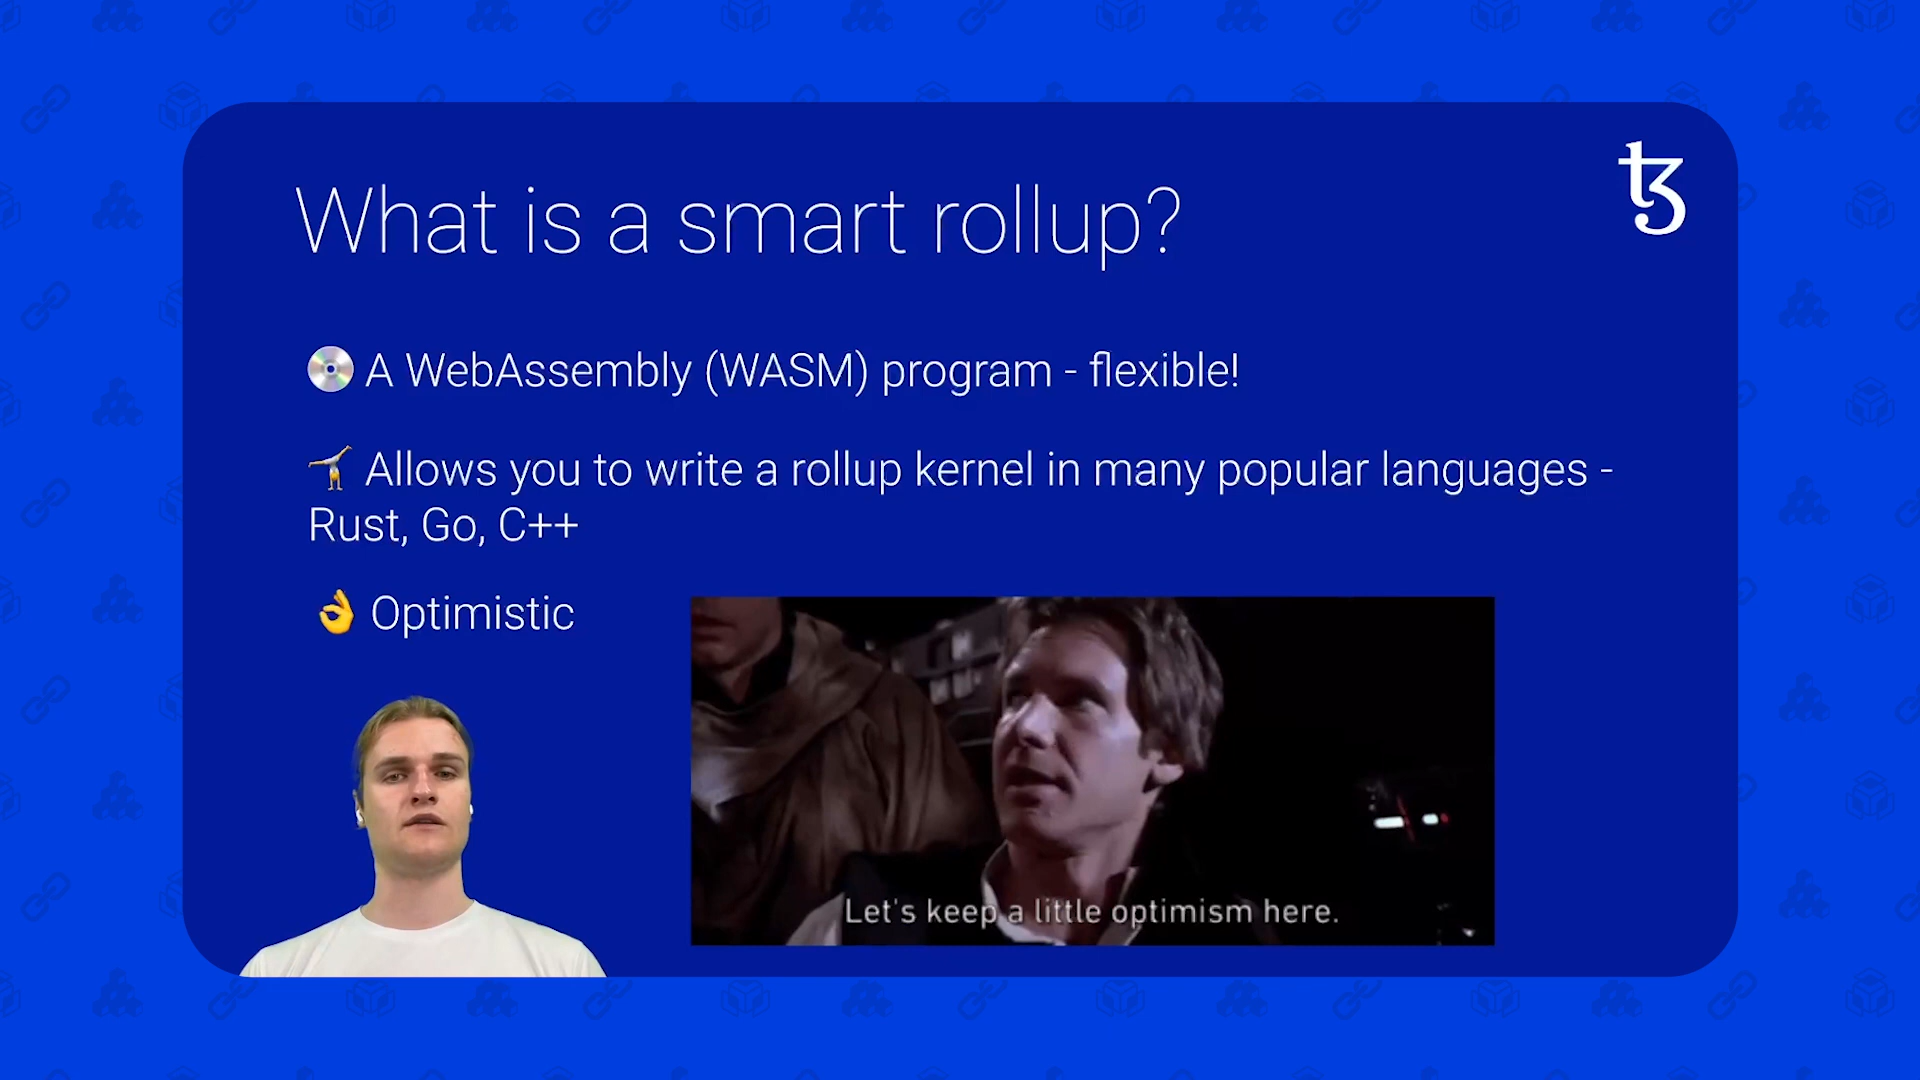 What is a smart rollup?
A WebAssembly (WASM) program - flexible!
Allows you to write a rollup kernel in many popular languages -
Rust, Go, C++
Optimistic
Let's keep a little optimism here.